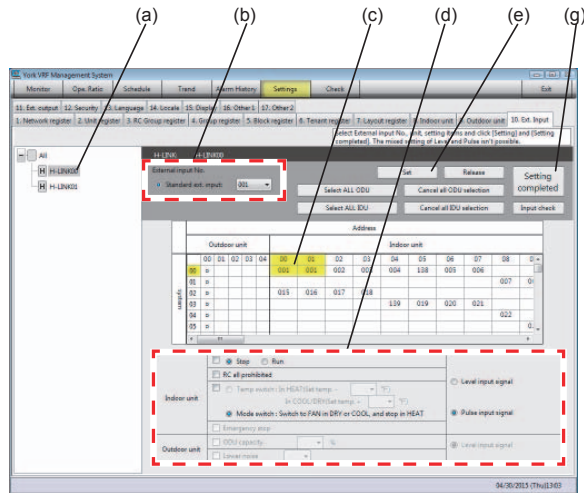 (a) (b) (c) (d) (e) (g)
York VRF Management System
Monitor Ope. Ratio Schedule Trend Alarm History Settings Check Exit
11. Ext. output 12. Security 13. Language 14. Locale 15. Display 16. Other1 17. Other2
1. Network register 2. Unit register 3. RC Group register 4. Group register 5. Block register 6. Tenant register 7. Layout register 8. Indoor unit 9. Outdoor unit 10. Ext. Input
Select External input No., unit, setting items and click [Setting] and [Setting
completed]. The mixed setting of Level and Pulse isn't possible.
All
H H-LINK00
H H-LINK01
H-LINK: H-LINK00
External input No.
Standard ext. input: 001
Set Release
Select ALL ODU Cancel all ODU selection
Select ALL IDU Cancel all IDU selection
Setting
completed
Input check
Address
Outdoor unit Indoor unit
00 01 02 03 04 00 01 02 03 04 05 06 07 08
00 001 001 002 003 004 138 005 006
01 007
02 015 016 017 018
03 139 019 020 021
04 022
05
system
Stop Run
RC all prohibited
Temp switch: In HEAT(Set temp. - °F)
In COOL/DRY(Set temp. + °F)
Mode switch: Switch to FAN in DRY or COOL, and stop in HEAT
Emergency stop
Indoor unit
Level input signal
Pulse input signal
Outdoor unit
ODU capacity %
Lower noise
Level input signal
04/30/2015 (Thu)13:03